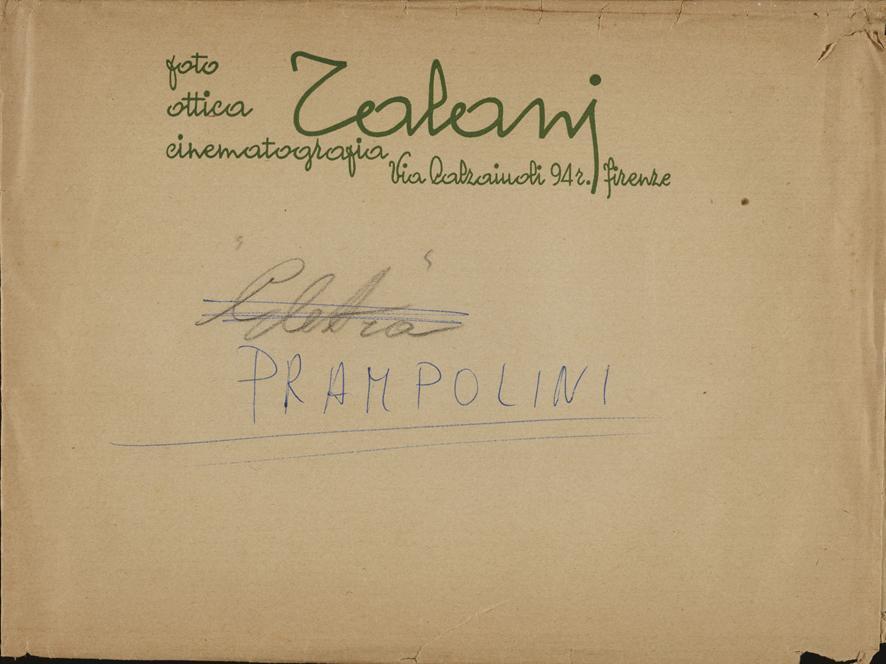 foto
ottica
cinematografia
Via Calzaiuoli 94r. firenze
PRAMPOLINI